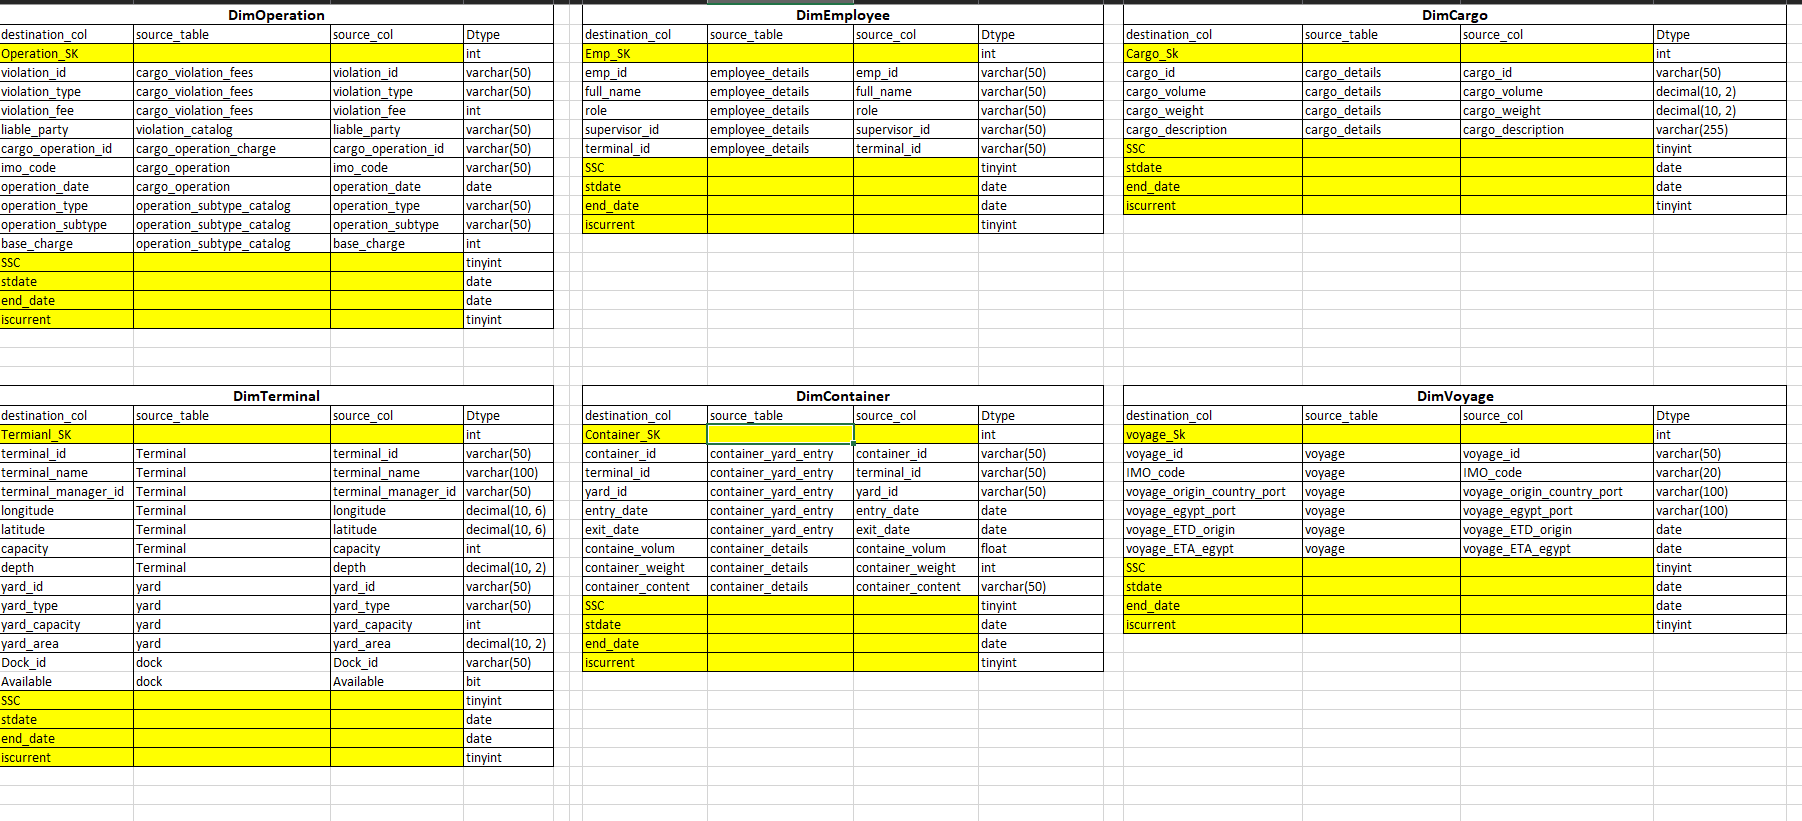 DimOperation
destination_col source_table source_col Dtype
Operation_SK int
violation_id cargo_violation_fees violation_id varchar(50)
violation_type cargo_violation_fees violation_type varchar(50)
violation_fee cargo_violation_fees violation_fee int
liable_party violation_catalog liable_party varchar(50)
cargo_operation_id cargo_operation_charge cargo_operation_id varchar(50)
imo_code cargo_operation imo_code varchar(50)
operation_date cargo_operation operation_date date
operation_type operation_subtype_catalog operation_type varchar(50)
operation_subtype operation_subtype_catalog operation_subtype varchar(50)
base_charge operation_subtype_catalog base_charge int
SSC tinyint
stdate date
end_date date
iscurrent tinyint
DimEmployee
destination_col source_table source_col Dtype
Emp_SK int
emp_id employee_details emp_id varchar(50)
full_name employee_details full_name varchar(50)
role employee_details role varchar(50)
supervisor_id employee_details supervisor_id varchar(50)
terminal_id employee_details terminal_id varchar(50)
SSC tinyint
stdate date
end_date date
iscurrent tinyint
DimCargo
destination_col source_table source_col Dtype
Cargo_Sk int
cargo_id cargo_details cargo_id varchar(50)
cargo_volume cargo_details cargo_volume decimal(10, 2)
cargo_weight cargo_details cargo_weight decimal(10, 2)
cargo_description cargo_details cargo_description varchar(255)
SSC tinyint
stdate date
end_date date
iscurrent tinyint
DimTerminal
destination_col source_table source_col Dtype
Termianl_SK int
terminal_id Terminal terminal_id varchar(50)
terminal_name Terminal terminal_name varchar(100)
terminal_manager_id Terminal terminal_manager_id varchar(50)
longitude Terminal longitude decimal(10, 6)
latitude Terminal latitude decimal(10, 6)
capacity Terminal capacity int
depth Terminal depth decimal(10, 2)
yard_id yard yard_id varchar(50)
yard_type yard yard_type varchar(50)
yard_capacity yard yard_capacity int
yard_area yard yard_area decimal(10, 2)
Dock_id dock Dock_id varchar(50)
Available dock Available bit
SSC tinyint
stdate date
end_date date
iscurrent tinyint
DimContainer
destination_col source_table source_col Dtype
Container_SK int
container_id container_yard_entry container_id varchar(50)
terminal_id container_yard_entry terminal_id varchar(50)
yard_id container_yard_entry yard_id varchar(50)
entry_date container_yard_entry entry_date date
exit_date container_yard_entry exit_date date
containe_volum container_details containe_volum float
container_weight container_details container_weight int
container_content container_details container_content varchar(50)
SSC tinyint
stdate date
end_date date
iscurrent tinyint
DimVoyage
destination_col source_table source_col Dtype
voyage_Sk int
voyage_id voyage voyage_id varchar(50)
IMO_code voyage IMO_code varchar(20)
voyage_origin_country_port voyage voyage_origin_country_port varchar(100)
voyage_egypt_port voyage voyage_egypt_port varchar(100)
voyage_ETD_origin voyage voyage_ETD_origin date
voyage_ETA_egypt voyage voyage_ETA_egypt date
SSC tinyint
stdate date
end_date date
iscurrent tinyint